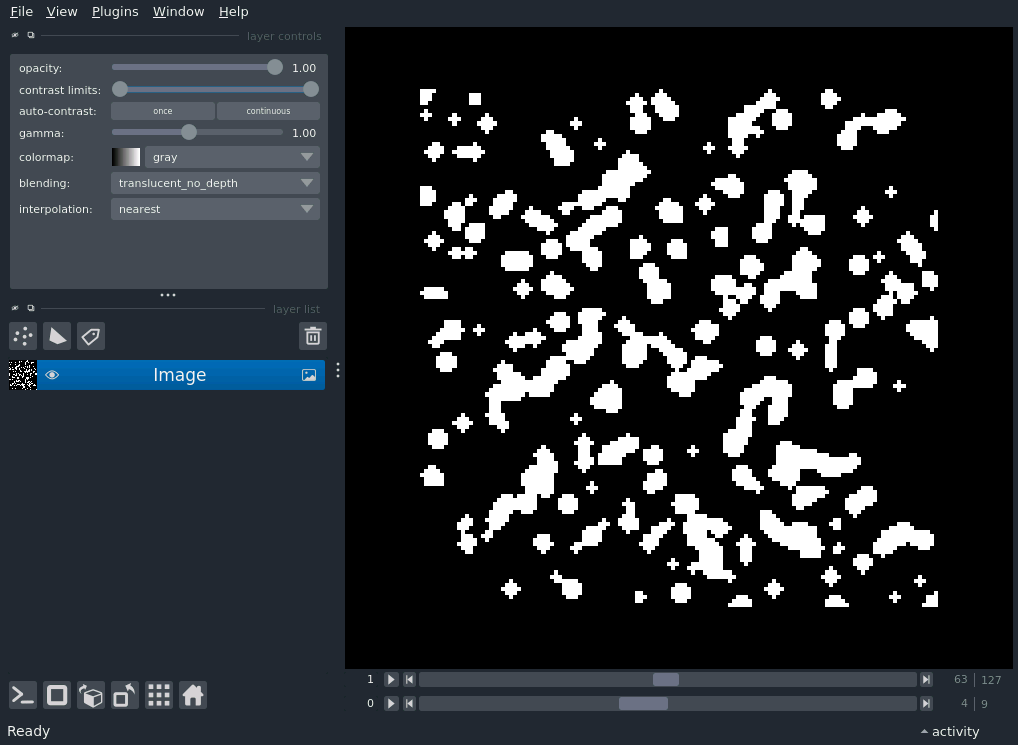 File View Plugins Window Help
layer controls
opacity: 1.00
contrast limits:
auto-contrast: once continuous
gamma: 1.00
colormap: gray
blending: translucent_no_depth
interpolation: nearest
layer list
Image
1 63 127
0 4 9
Ready activity